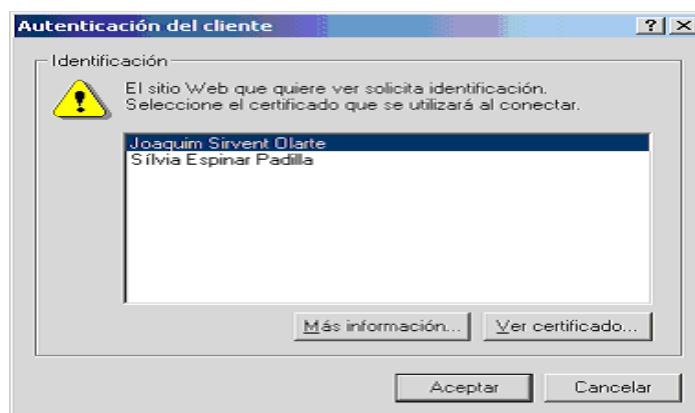 Autenticación del cliente
Identificación
El sitio Web que quiere ver solicita identificación.
Seleccione el certificado que se utilizará al conectar.
Joaquim Sirvent Olarte
Sílvia Espinar Padilla
Más información... Ver certificado...
Aceptar Cancelar